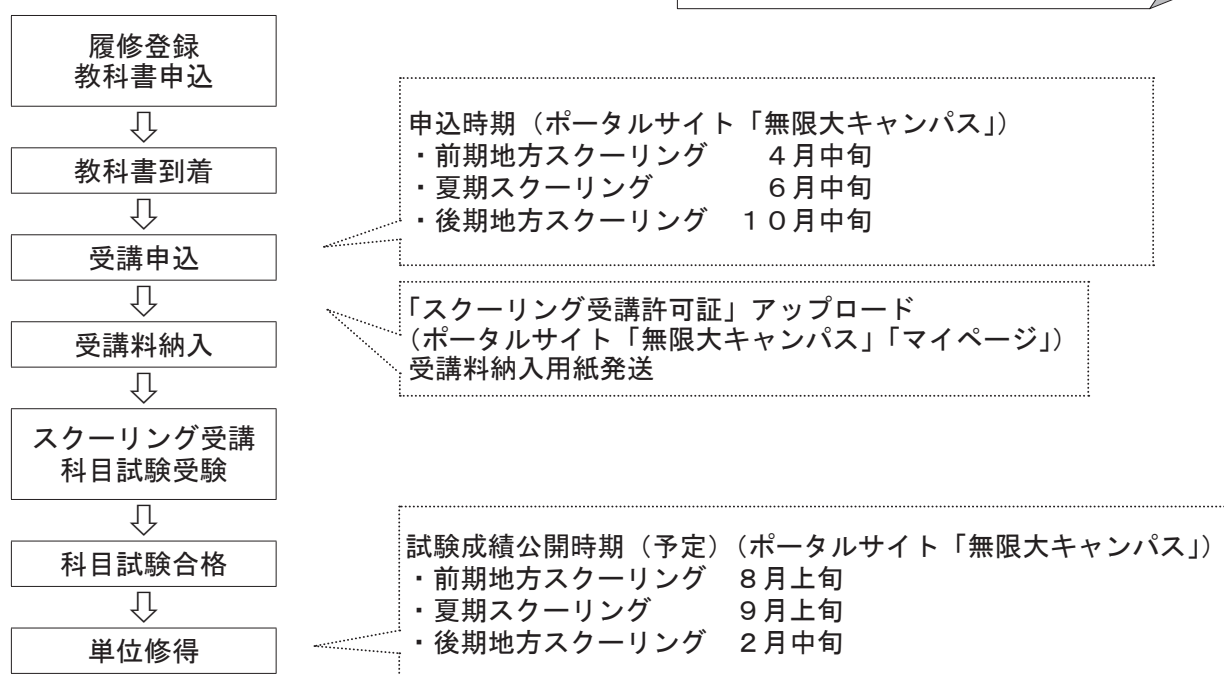 履修登録
教科書申込
教科書到着
受講申込
申込時期（ポータルサイト「無限大キャンパス」）
・前期地方スクーリング　　４月中旬
・夏期スクーリング　　　　６月中旬
・後期地方スクーリング　１０月中旬
受講料納入
「スクーリング受講許可証」アップロード
（ポータルサイト「無限大キャンパス」「マイページ」）
受講料納入用紙発送
スクーリング受講
科目試験受験
科目試験合格
単位修得
試験成績公開時期（予定）（ポータルサイト「無限大キャンパス」）
・前期地方スクーリング　８月上旬
・夏期スクーリング　　　９月上旬
・後期地方スクーリング　２月中旬